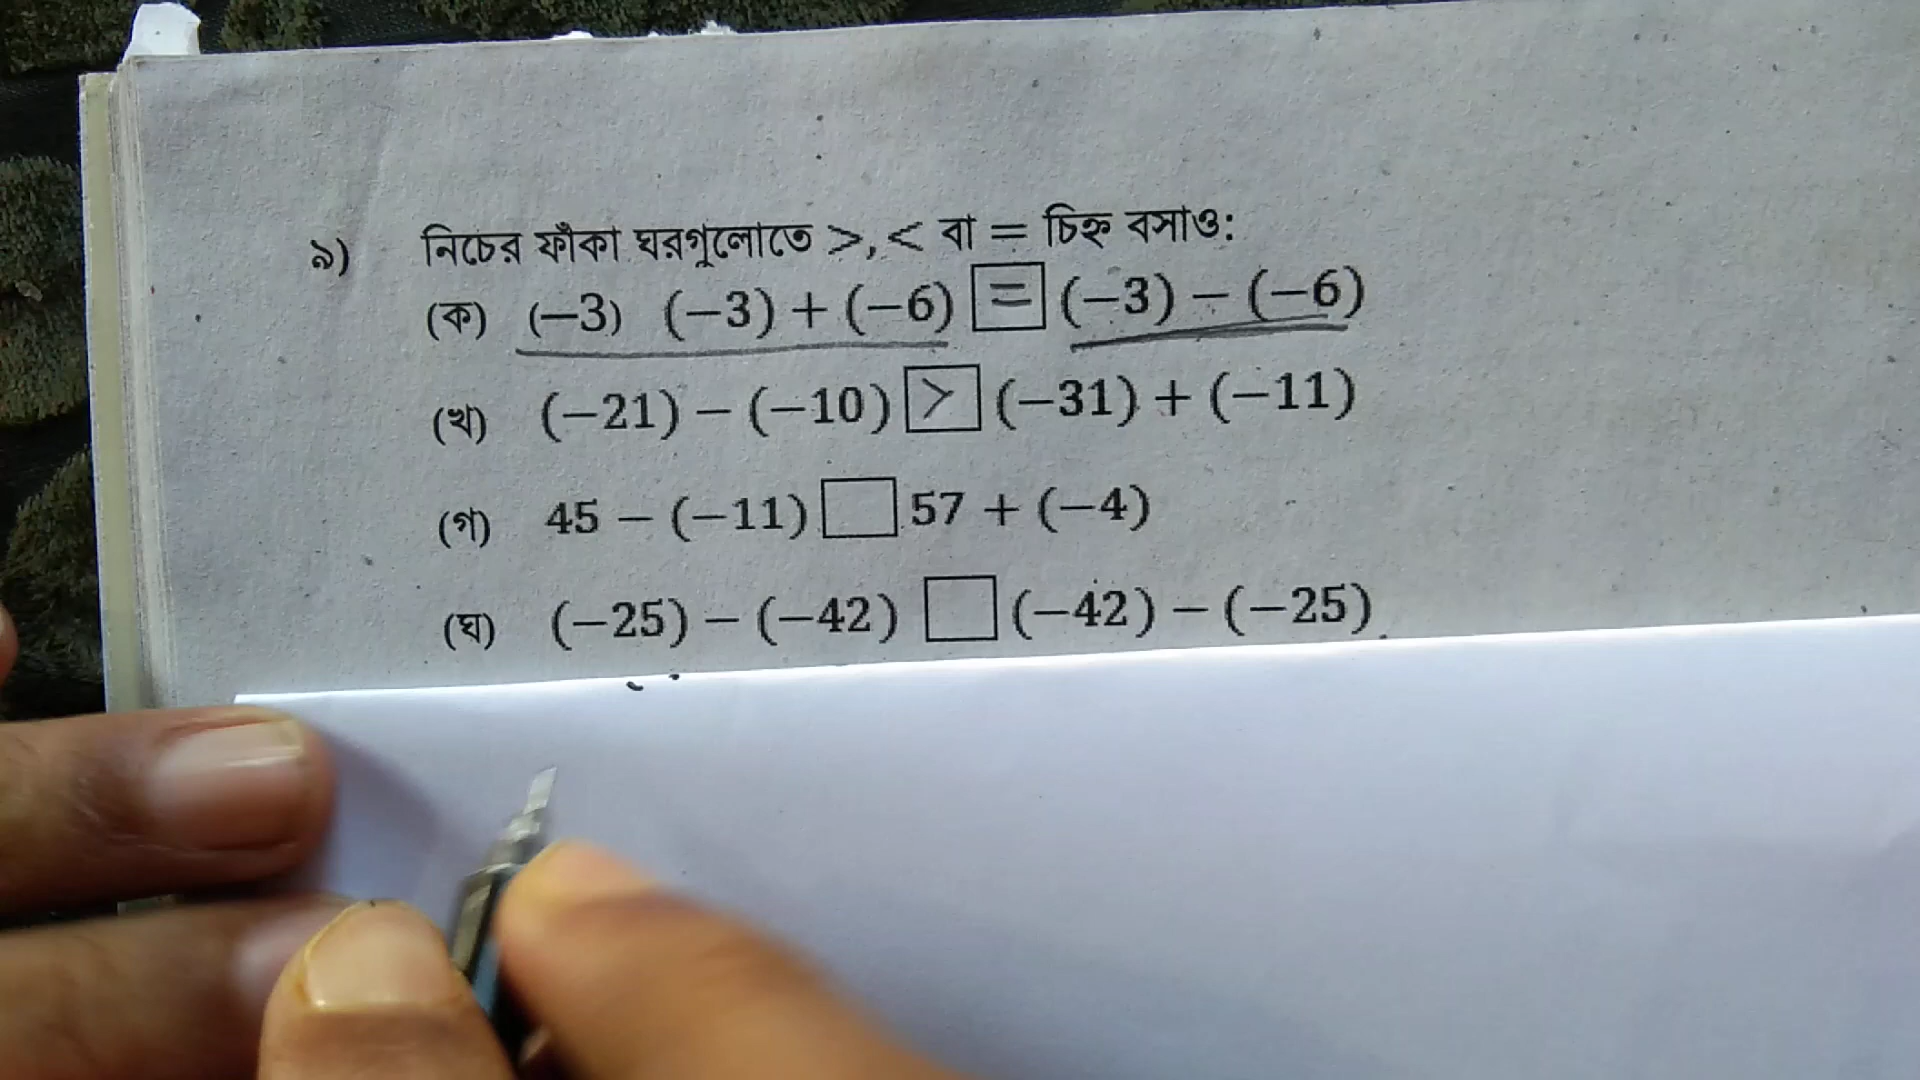 ৯) নিচের ফাঁকা ঘরগুলোতে >, < বা = চিহ্ন বসাও:
(ক) (−3) (−3) + (−6) = (−3) − (−6)
(খ) (−21) − (−10) > (−31) + (−11)
(গ) 45 − (−11) □ 57 + (−4)
(ঘ) (−25) − (−42) □ (−42) − (−25)